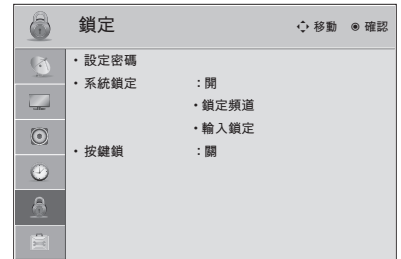 鎖定 移動 ◉ 確認
・設定密碼
・系統鎖定 ：開
・鎖定頻道
・輸入鎖定
・按鍵鎖 ：關